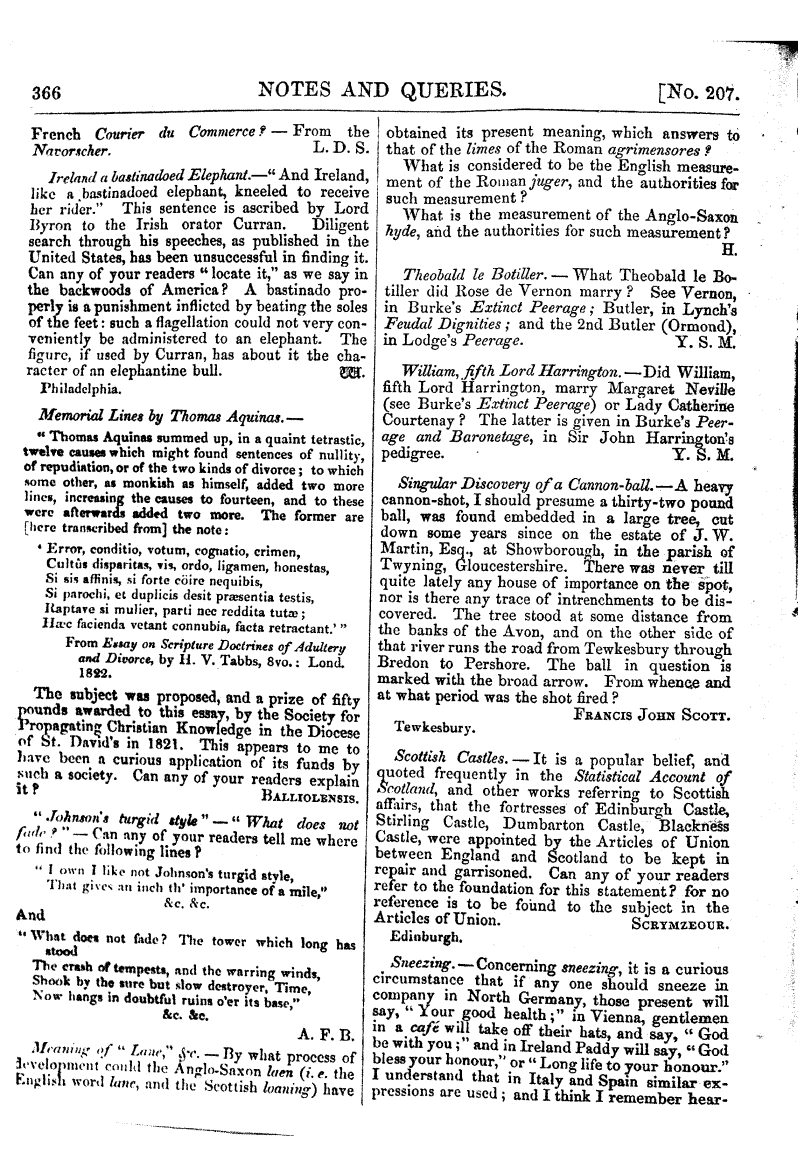 366 NOTES AND QUERIES. [No. 207.
French Courier du Commerce? — From the
Navorscher. L. D. S.
Ireland a bastinadoed Elephant.—" And Ireland,
like a bastinadoed elephant, kneeled to receive
her rider." This sentence is ascribed by Lord
Byron to the Irish orator Curran. Diligent
search through his speeches, as published in the
United States, has been unsuccessful in finding it.
Can any of your readers " locate it," as we say in
the backwoods of America? A bastinado pro-
perly is a punishment inflicted by beating the soles
of the feet: such a flagellation could not very con-
veniently be administered to an elephant. The
figure, if used by Curran, has about it the cha-
racter of an elephantine bull.
Philadelphia.
Memorial Lines by Thomas Aquinas.—
" Thomas Aquinas summed up, in a quaint tetrastic,
twelve causes which might found sentences of nullity,
of repudiation, or of the two kinds of divorce; to which
some other, as monkish as himself, added two more
lines, increasing the causes to fourteen, and to these
were afterwards added two more. The former are
[here transcribed from] the note:
' Error, conditio, votum, cognatio, crimen,
Cultûs disparitas, vis, ordo, ligamen, honestas,
Si sis affinis, si forte cöire nequibis,
Si parochi, et duplicis desit præsentia testis,
Raptave si mulier, parti nec reddita tutæ;
Hæc facienda vetant connubia, facta retractant.' "
From Essay on Scripture Doctrines of Adultery
and Divorce, by H. V. Tabbs, 8vo.: Lond.
1822.
The subject was proposed, and a prize of fifty
pounds awarded to this essay, by the Society for
Propagating Christian Knowledge in the Diocese
of St. David's in 1821. This appears to me to
have been a curious application of its funds by
such a society. Can any of your readers explain
it? BALLIOLENSIS.
" Johnson's turgid style" — " What does not
fade?" — Can any of your readers tell me where
to find the following lines?
" I own I like not Johnson's turgid style,
That gives an inch th' importance of a mile,"
&c. &c.
And
" What does not fade? The tower which long has
stood
The crash of tempests, and the warring winds,
Shook by the sure but slow destroyer, Time,
Now hangs in doubtful ruins o'er its base,"
&c. &c.
A. F. B.
Meaning of " Lane," &c. — By what process of
development could the Anglo-Saxon laen (i. e. the
English word lane, and the Scottish loaning) have
obtained its present meaning, which answers to
that of the limes of the Roman agrimensores?
What is considered to be the English measure-
ment of the Roman juger, and the authorities for
such measurement?
What is the measurement of the Anglo-Saxon
hyde, and the authorities for such measurement?
H.
Theobald le Botiller. — What Theobald le Bo-
tiller did Rose de Vernon marry? See Vernon,
in Burke's Extinct Peerage; Butler, in Lynch's
Feudal Dignities; and the 2nd Butler (Ormond),
in Lodge's Peerage. Y. S. M.
William, fifth Lord Harrington. — Did William,
fifth Lord Harrington, marry Margaret Neville
(see Burke's Extinct Peerage) or Lady Catherine
Courtenay? The latter is given in Burke's Peer-
age and Baronetage, in Sir John Harrington's
pedigree. Y. S. M.
Singular Discovery of a Cannon-ball. — A heavy
cannon-shot, I should presume a thirty-two pound
ball, was found embedded in a large tree, cut
down some years since on the estate of J. W.
Martin, Esq., at Showborough, in the parish of
Twyning, Gloucestershire. There was never till
quite lately any house of importance on the spot,
nor is there any trace of intrenchments to be dis-
covered. The tree stood at some distance from
the banks of the Avon, and on the other side of
that river runs the road from Tewkesbury through
Bredon to Pershore. The ball in question is
marked with the broad arrow. From whence and
at what period was the shot fired?
FRANCIS JOHN SCOTT.
Tewkesbury.
Scottish Castles. — It is a popular belief, and
quoted frequently in the Statistical Account of
Scotland, and other works referring to Scottish
affairs, that the fortresses of Edinburgh Castle,
Stirling Castle, Dumbarton Castle, Blackness
Castle, were appointed by the Articles of Union
between England and Scotland to be kept in
repair and garrisoned. Can any of your readers
refer to the foundation for this statement? for no
reference is to be found to the subject in the
Articles of Union. SCRYMZEOUR.
Edinburgh.
Sneezing. — Concerning sneezing, it is a curious
circumstance that if any one should sneeze in
company in North Germany, those present will
say, " Your good health;" in Vienna, gentlemen
in a café will take off their hats, and say, " God
be with you;" and in Ireland Paddy will say, " God
bless your honour," or " Long life to your honour."
I understand that in Italy and Spain similar ex-
pressions are used; and I think I remember hear-